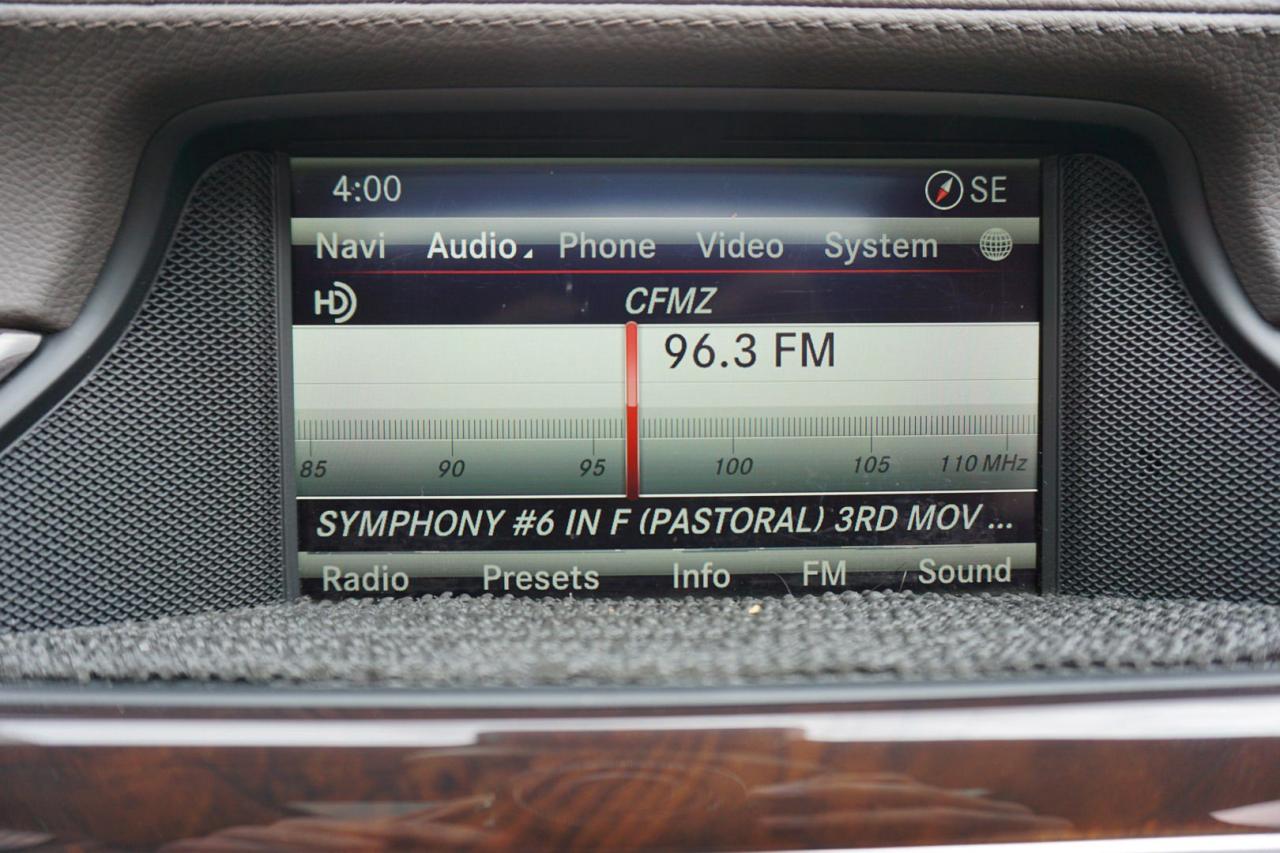 4:00 SE
Navi Audio Phone Video System
HD CFMZ
96.3 FM
85 90 95 100 105 110 MHz
SYMPHONY #6 IN F (PASTORAL) 3RD MOV ...
Radio Presets Info FM Sound